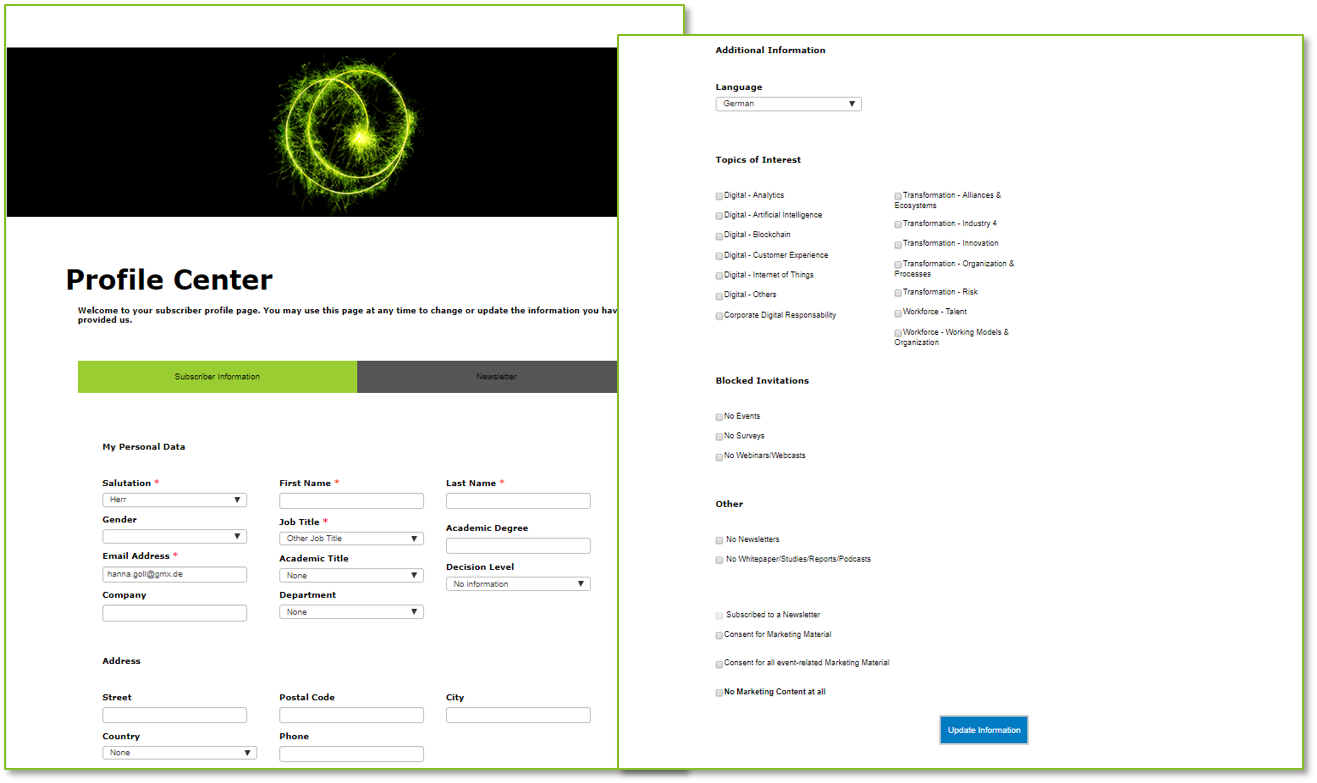 Profile Center
Welcome to your subscriber profile page. You may use this page at any time to change or update the information you hav
provided us.
Subscriber Information
Newsletter
My Personal Data
Salutation *
First Name *
Last Name *
Herr
Gender
Job Title *
Academic Degree
Other Job Title
Email Address *
Academic Title
hanna.goll@gmx.de
None
Decision Level
No information
Company
Department
None
Address
Street
Postal Code
City
Country
Phone
None
Additional Information
Language
German
Topics of Interest
Digital - Analytics
Digital - Artificial Intelligence
Digital - Blockchain
Digital - Customer Experience
Digital - Internet of Things
Digital - Others
Corporate Digital Responsability
Transformation - Alliances &
Ecosystems
Transformation - Industry 4
Transformation - Innovation
Transformation - Organization &
Processes
Transformation - Risk
Workforce - Talent
Workforce - Working Models &
Organization
Blocked Invitations
No Events
No Surveys
No Webinars/Webcasts
Other
No Newsletters
No Whitepaper/Studies/Reports/Podcasts
Subscribed to a Newsletter
Consent for Marketing Material
Consent for all event-related Marketing Material
No Marketing Content at all
Update Information